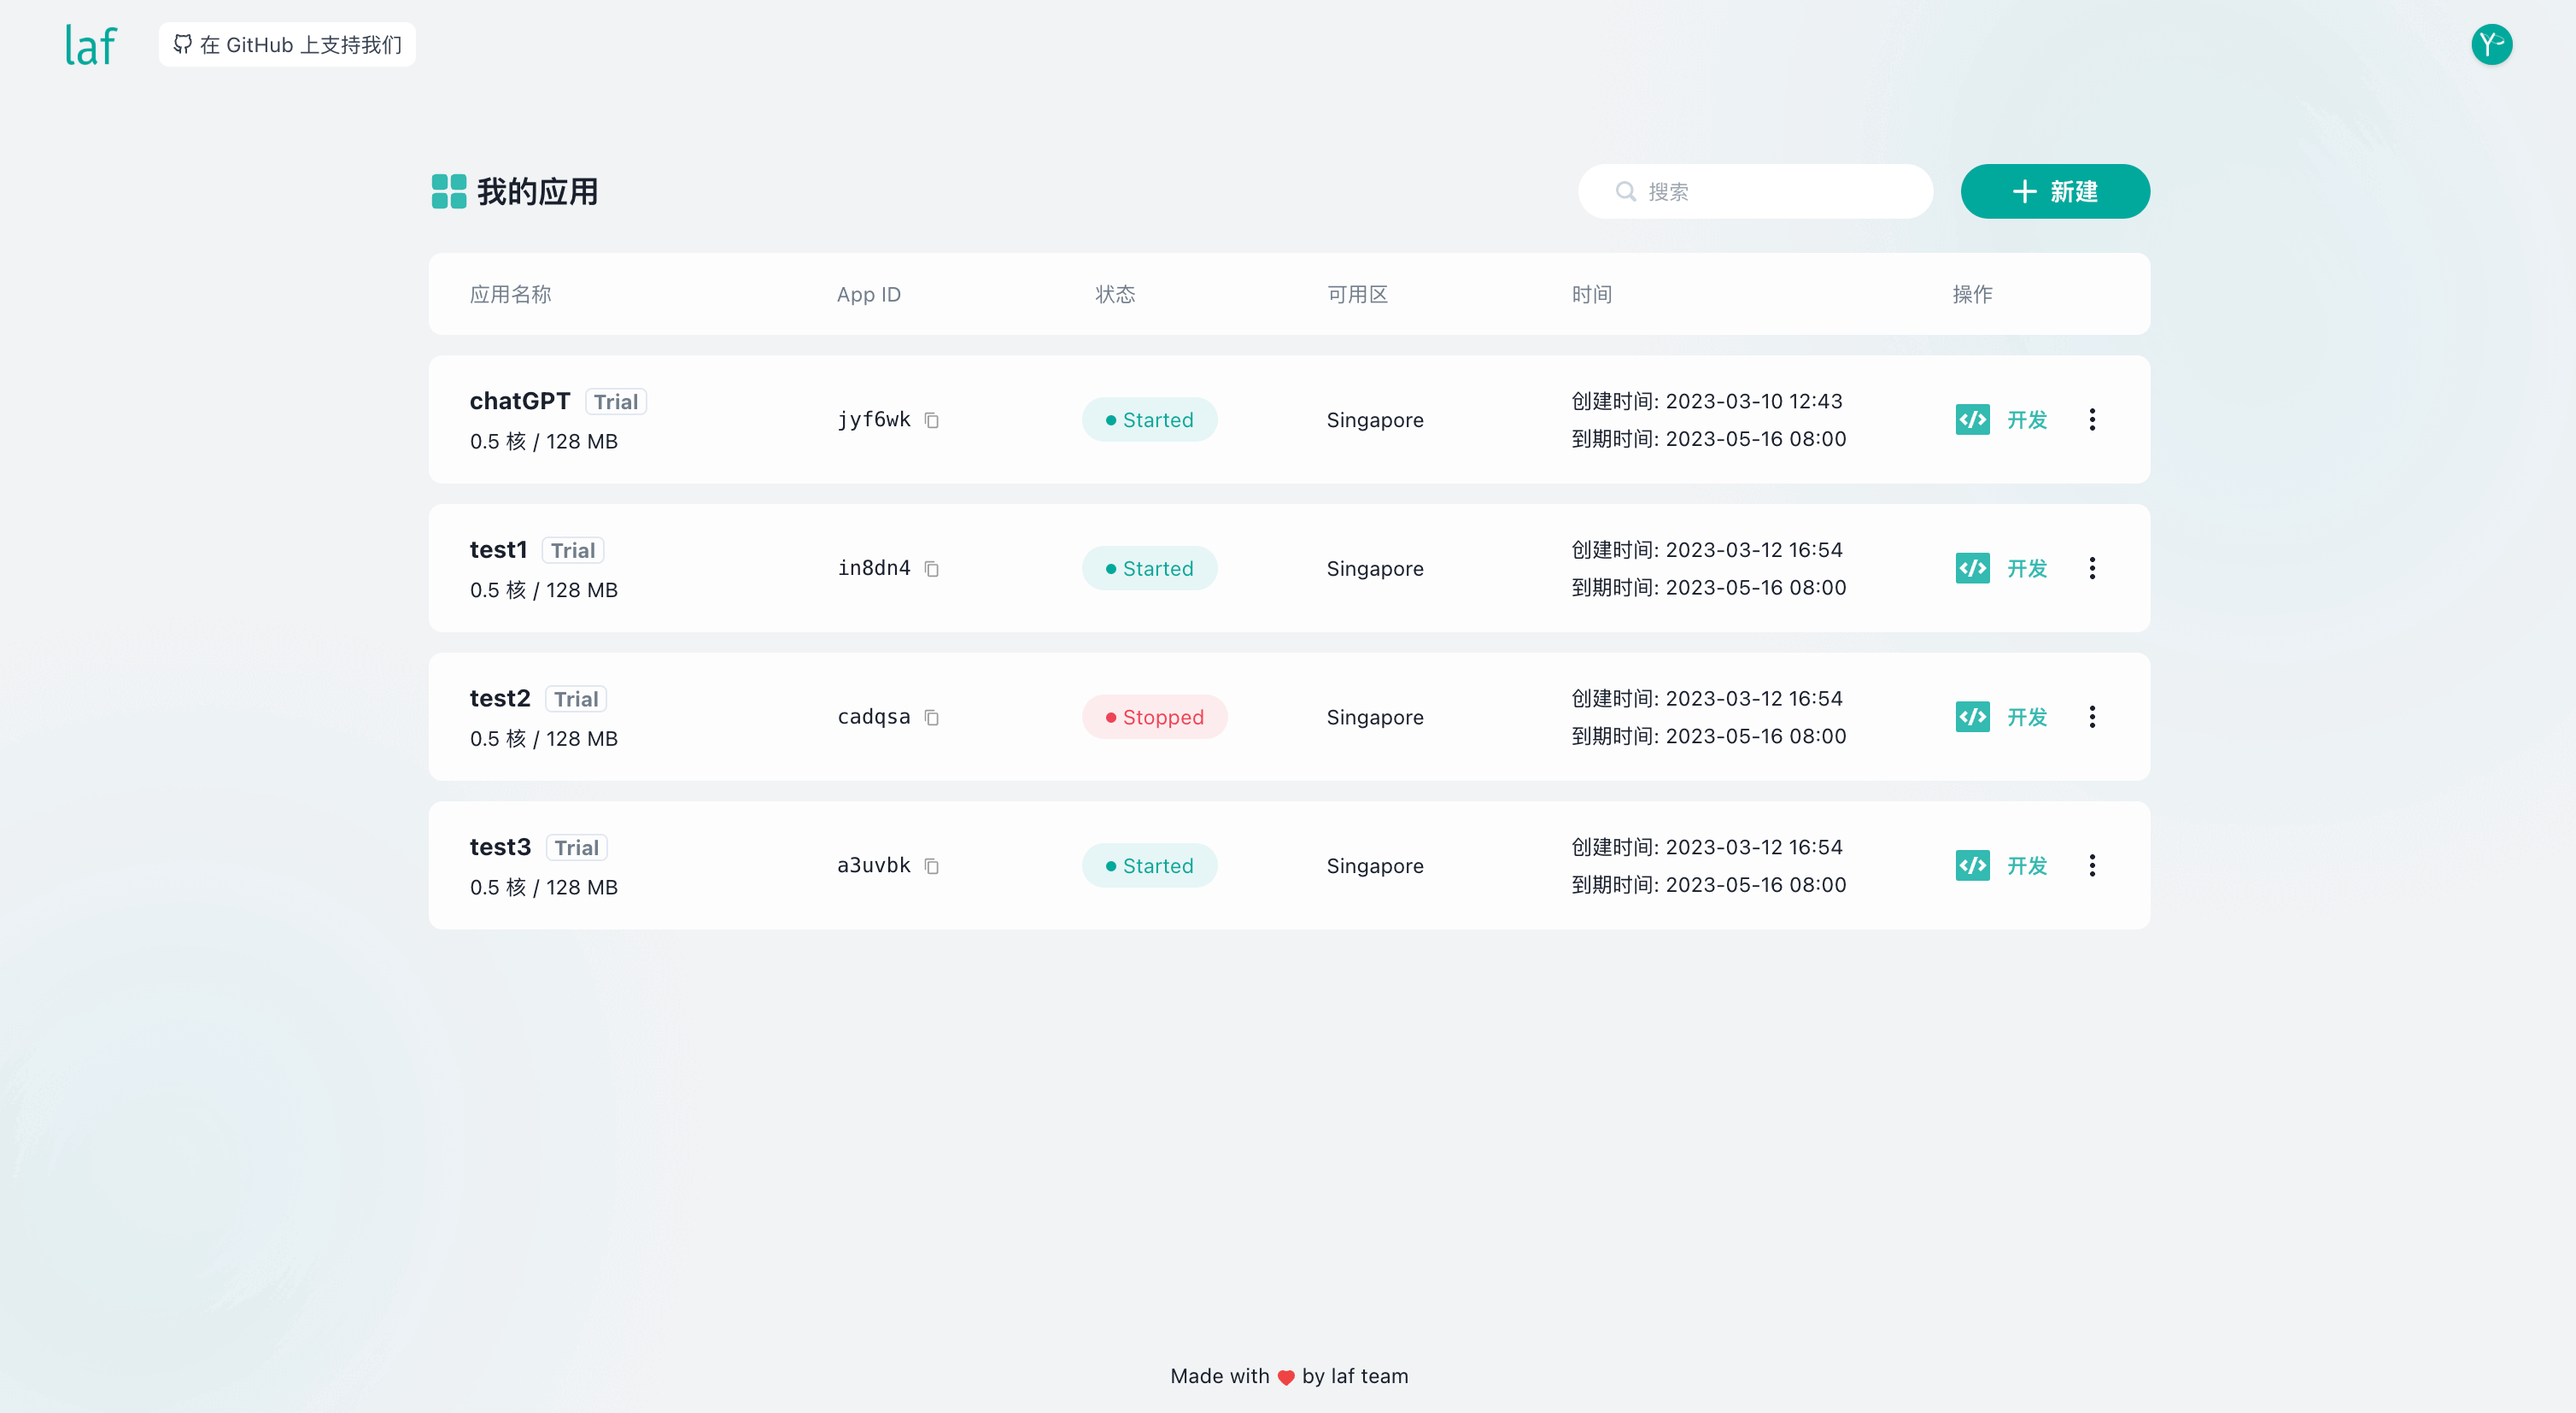 laf
在 GitHub 上支持我们
我的应用
搜索
新建
应用名称 App ID 状态 可用区 时间 操作
chatGPT Trial
0.5 核 / 128 MB
jyf6wk
Started
Singapore
创建时间: 2023-03-10 12:43
到期时间: 2023-05-16 08:00
开发
test1 Trial
0.5 核 / 128 MB
in8dn4
Started
Singapore
创建时间: 2023-03-12 16:54
到期时间: 2023-05-16 08:00
开发
test2 Trial
0.5 核 / 128 MB
cadqsa
Stopped
Singapore
创建时间: 2023-03-12 16:54
到期时间: 2023-05-16 08:00
开发
test3 Trial
0.5 核 / 128 MB
a3uvbk
Started
Singapore
创建时间: 2023-03-12 16:54
到期时间: 2023-05-16 08:00
开发
Made with ❤ by laf team